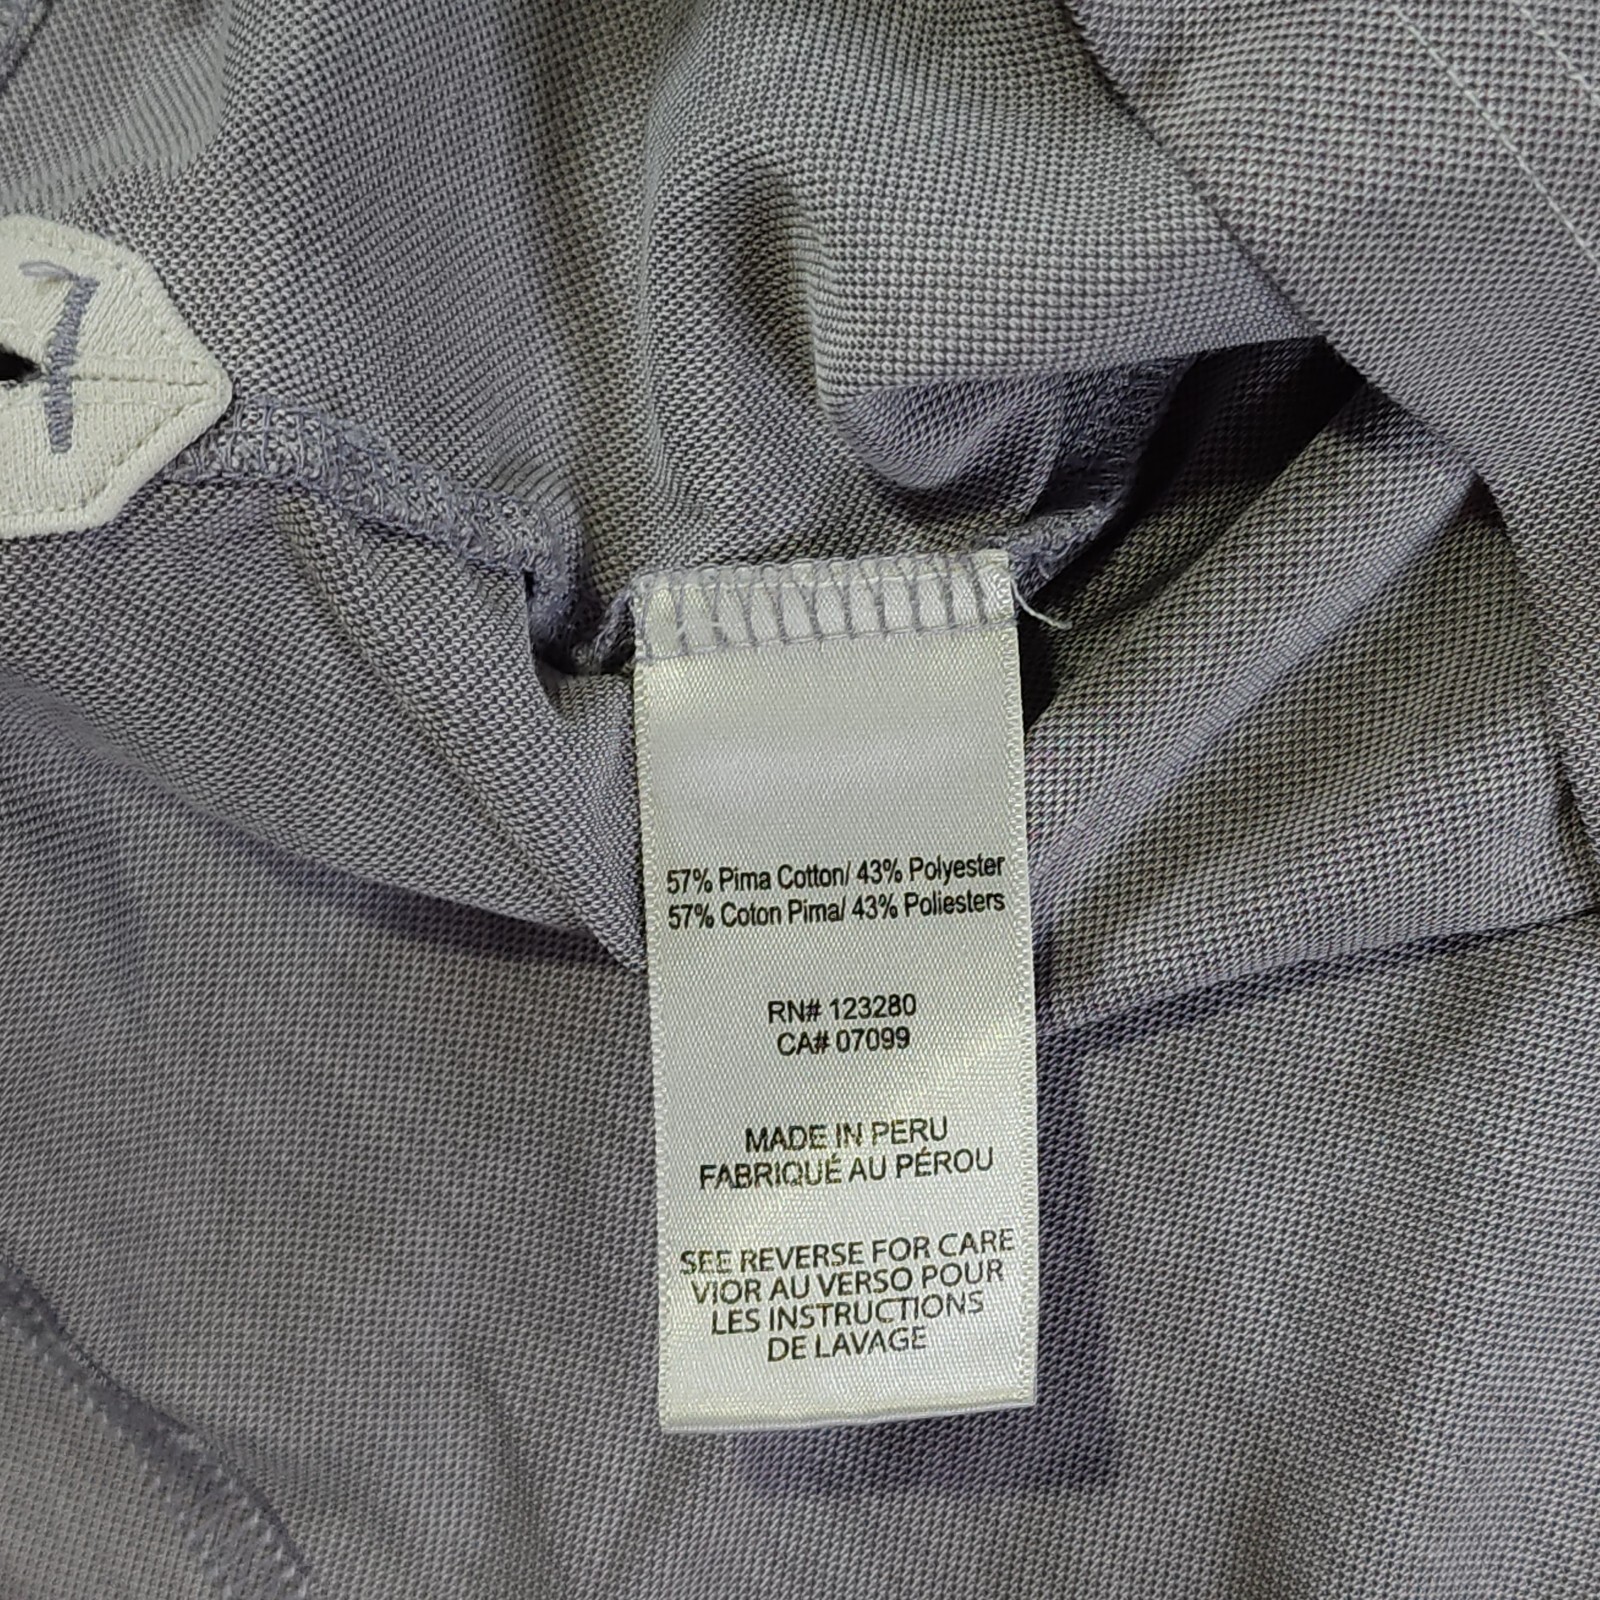 57% Pima Cotton/ 43% Polyester
57% Coton Pima/ 43% Poliesters
RN# 123280
CA# 07099
MADE IN PERU
FABRIQUÉ AU PÉROU
SEE REVERSE FOR CARE
VIOR AU VERSO POUR
LES INSTRUCTIONS
DE LAVAGE